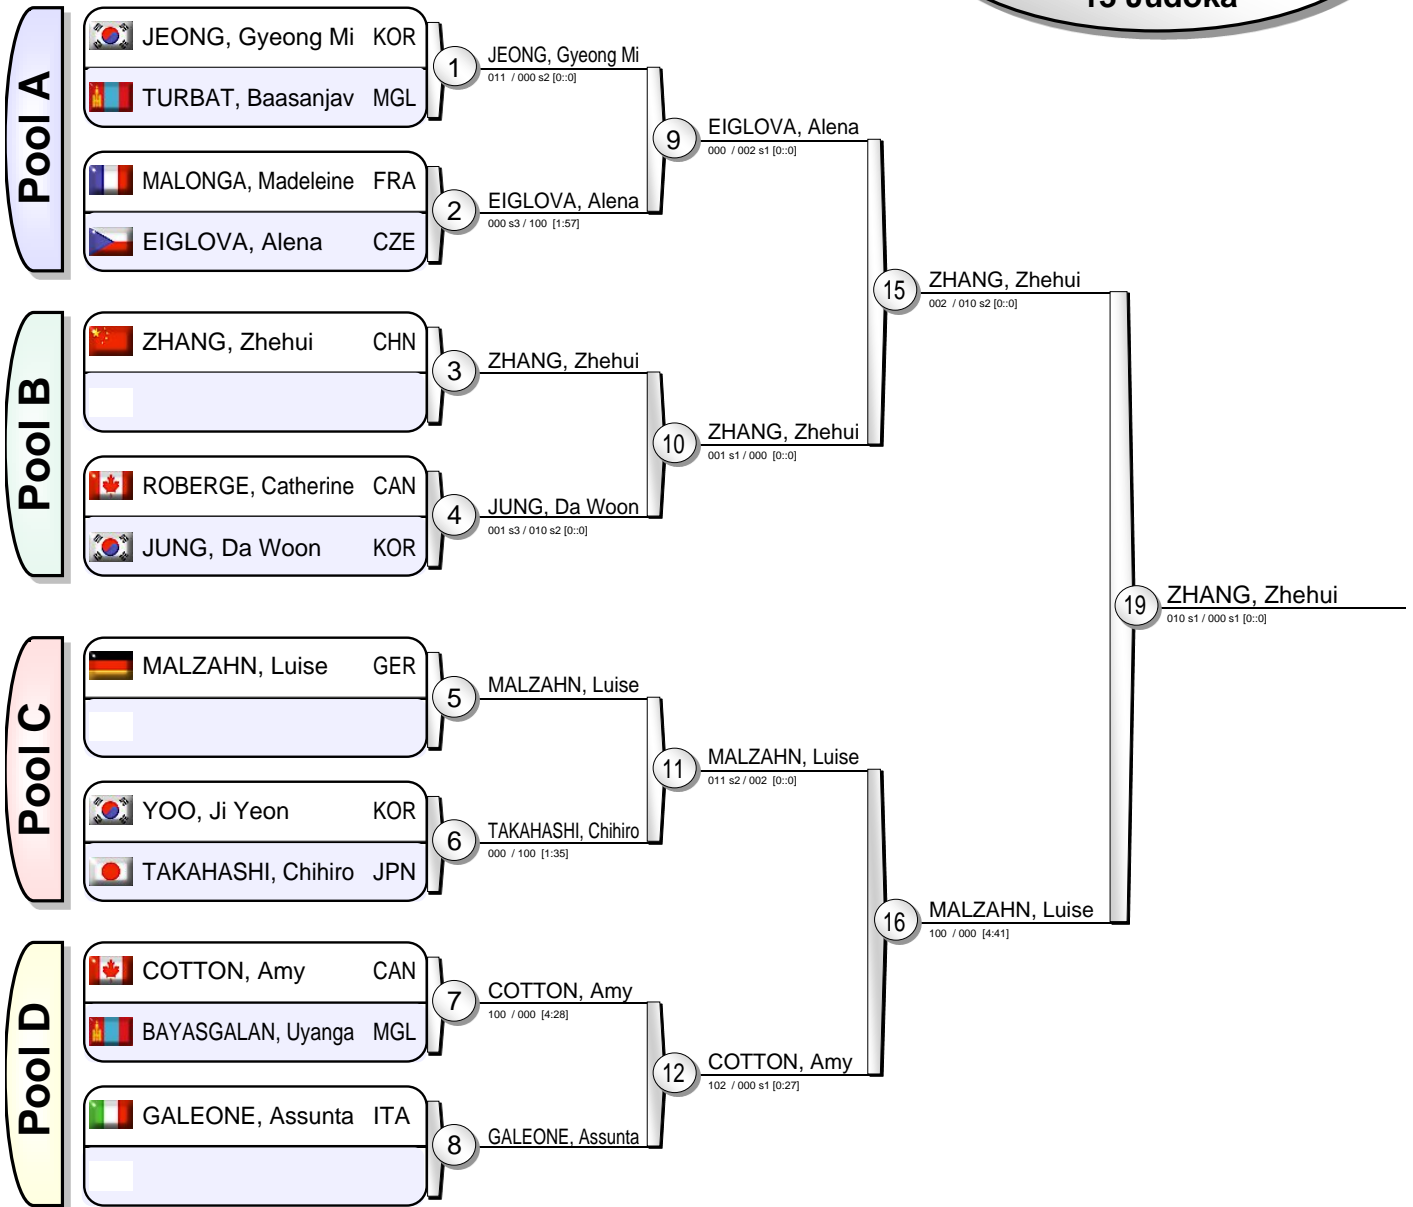 15 Judoka
Pool A
JEONG, Gyeong Mi KOR
TURBAT, Baasanjav MGL
MALONGA, Madeleine FRA
EIGLOVA, Alena CZE
1
JEONG, Gyeong Mi
011 / 000 s2 [0::0]
2
EIGLOVA, Alena
000 s3 / 100 [1:57]
9
EIGLOVA, Alena
000 / 002 s1 [0::0]
Pool B
ZHANG, Zhehui CHN
ROBERGE, Catherine CAN
JUNG, Da Woon KOR
3
ZHANG, Zhehui
4
JUNG, Da Woon
001 s3 / 010 s2 [0::0]
10
ZHANG, Zhehui
001 s1 / 000 [0::0]
15
ZHANG, Zhehui
002 / 010 s2 [0::0]
Pool C
MALZAHN, Luise GER
YOO, Ji Yeon KOR
TAKAHASHI, Chihiro JPN
5
MALZAHN, Luise
6
TAKAHASHI, Chihiro
000 / 100 [1:35]
11
MALZAHN, Luise
011 s2 / 002 [0::0]
Pool D
COTTON, Amy CAN
BAYASGALAN, Uyanga MGL
GALEONE, Assunta ITA
7
COTTON, Amy
100 / 000 [4:28]
8
GALEONE, Assunta
12
COTTON, Amy
102 / 000 s1 [0:27]
16
MALZAHN, Luise
100 / 000 [4:41]
19
ZHANG, Zhehui
010 s1 / 000 s1 [0::0]